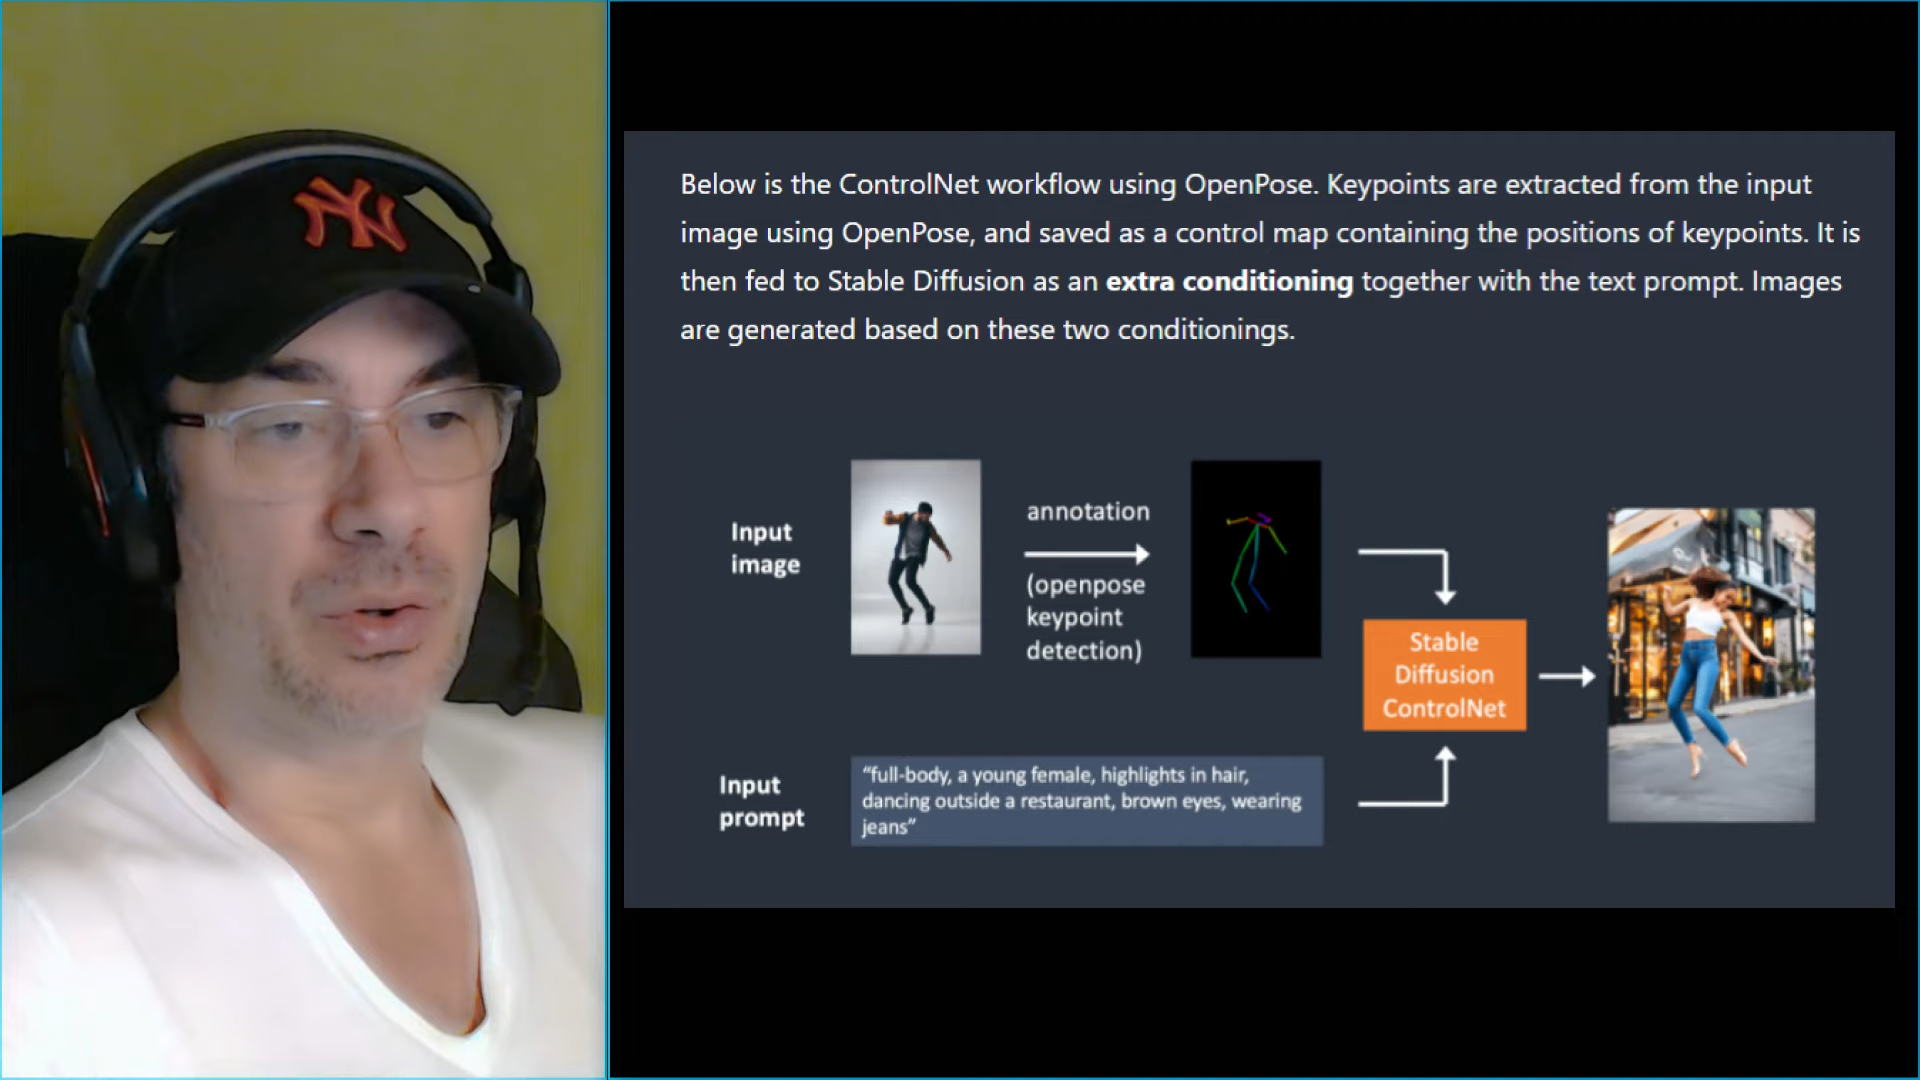 NY
Below is the ControlNet workflow using OpenPose. Keypoints are extracted from the input
image using OpenPose, and saved as a control map containing the positions of keypoints. It is
then fed to Stable Diffusion as an extra conditioning together with the text prompt. Images
are generated based on these two conditionings.
Input
image
annotation
(openpose
keypoint
detection)
Stable
Diffusion
ControlNet
Input
prompt
“full-body, a young female, highlights in hair,
dancing outside a restaurant, brown eyes, wearing
jeans”